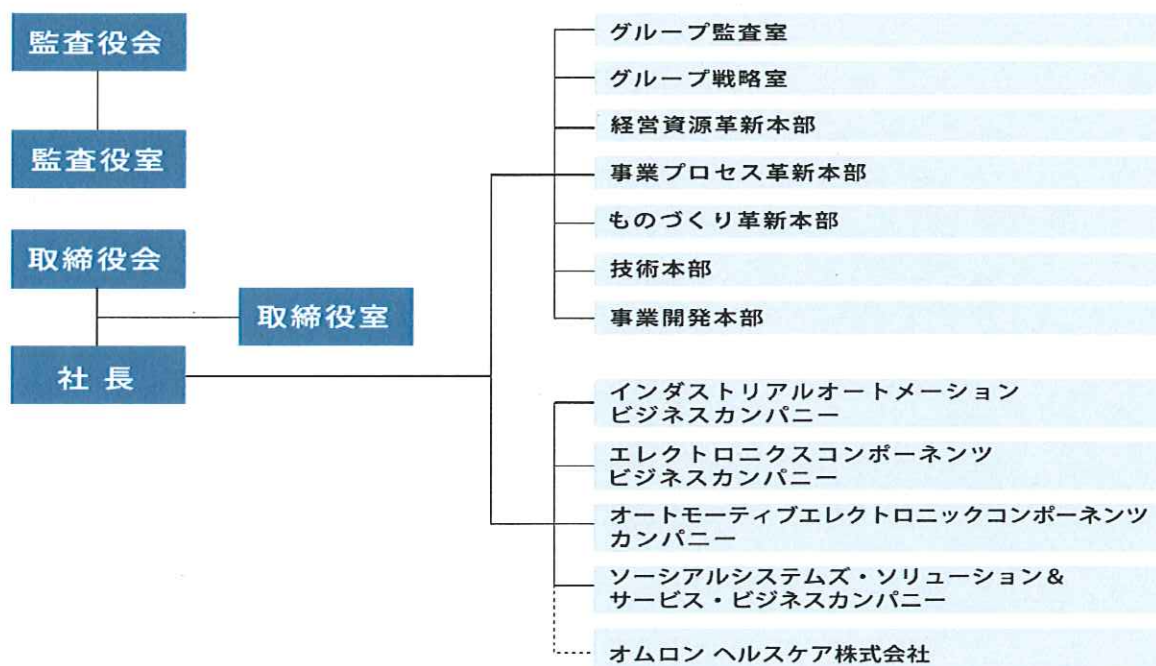 監査役会
監査役室
取締役会
取締役室
社 長
グループ監査室
グループ戦略室
経営資源革新本部
事業プロセス革新本部
ものづくり革新本部
技術本部
事業開発本部
インダストリアルオートメーション
ビジネスカンパニー
エレクトロニクスコンポーネンツ
ビジネスカンパニー
オートモーティブエレクトロニックコンポーネンツ
カンパニー
ソーシアルシステムズ・ソリューション&
サービス・ビジネスカンパニー
オムロン ヘルスケア株式会社